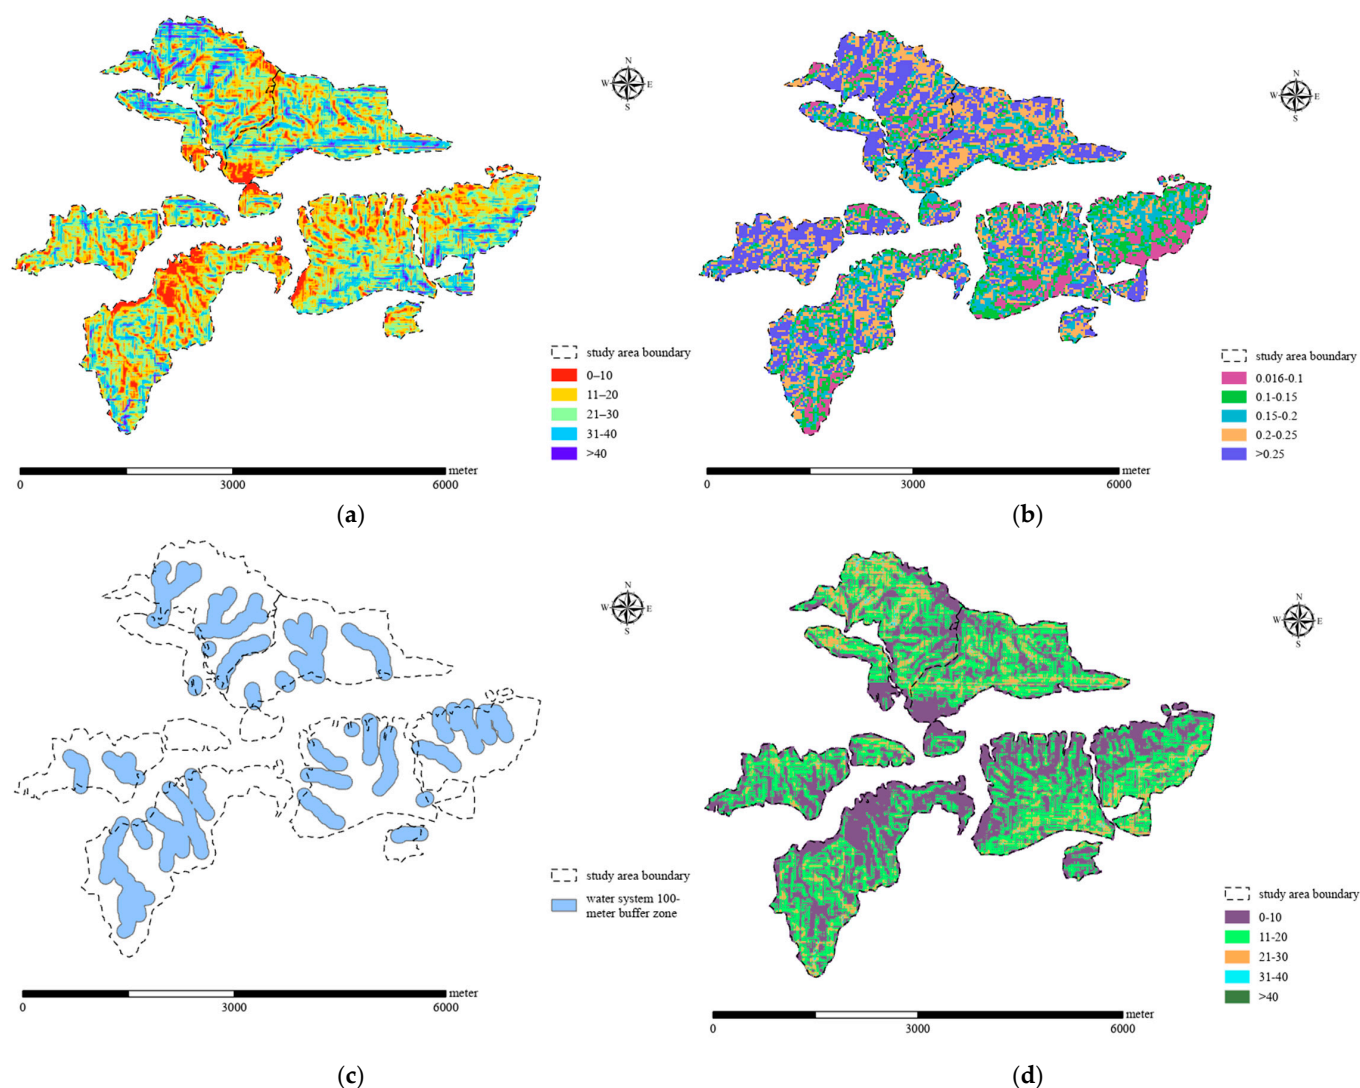 N
W E
S
study area boundary
0–10
11–20
21–30
31-40
>40
meter
0 3000 6000
(a)
N
W E
S
study area boundary
0.016-0.1
0.1-0.15
0.15-0.2
0.2-0.25
>0.25
meter
0 3000 6000
(b)
N
W E
S
study area boundary
water system 100-
meter buffer zone
meter
0 3000 6000
(c)
N
W E
S
study area boundary
0-10
11-20
21-30
31-40
>40
meter
0 3000 6000
(d)